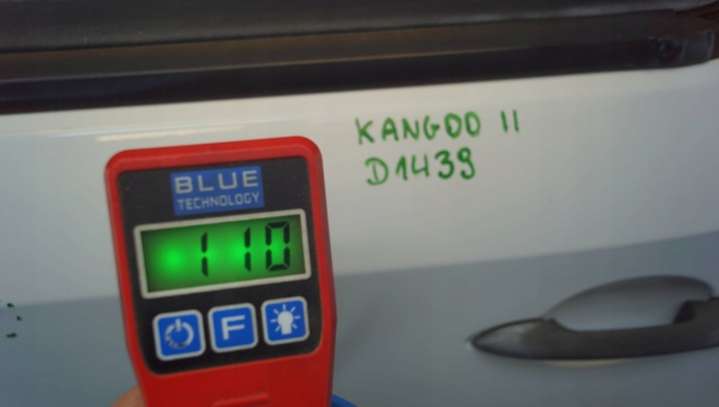 KANGOO II
D1439
BLUE
TECHNOLOGY
110
F